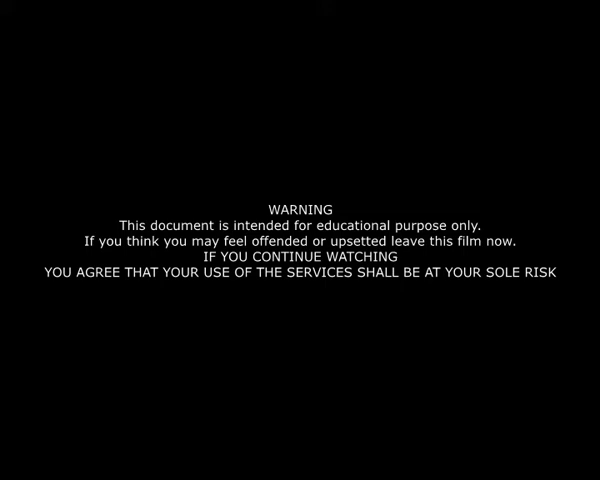 WARNING
This document is intended for educational purpose only.
If you think you may feel offended or upsetted leave this film now.
IF YOU CONTINUE WATCHING
YOU AGREE THAT YOUR USE OF THE SERVICES SHALL BE AT YOUR SOLE RISK